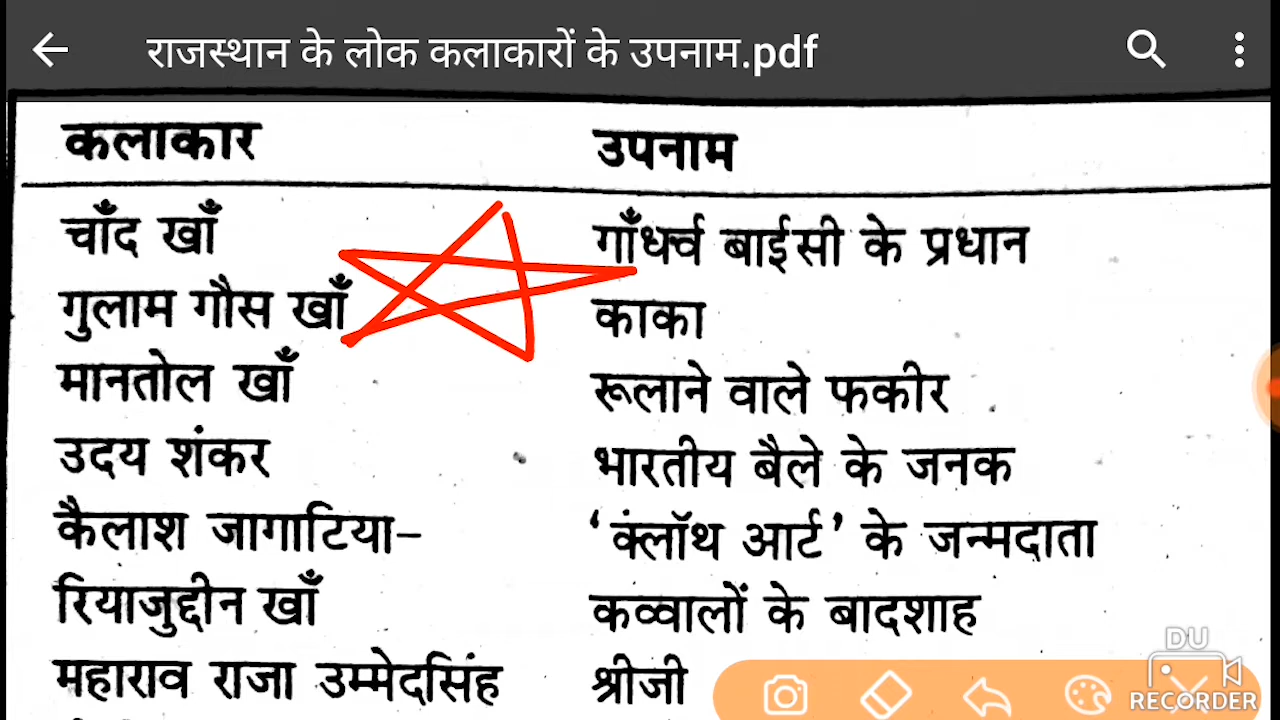 राजस्थान के लोक कलाकारों के उपनाम.pdf
कलाकार उपनाम
चाँद खाँ गाँधर्व बाईसी के प्रधान
गुलाम गौस खाँ काका
मानतोल खाँ रूलाने वाले फकीर
उदय शंकर भारतीय बैले के जनक
कैलाश जागाटिया– 'क्लॉथ आर्ट' के जन्मदाता
रियाजुद्दीन खाँ कव्वालों के बादशाह
महाराव राजा उम्मेदसिंह श्रीजी
DU
RECORDER